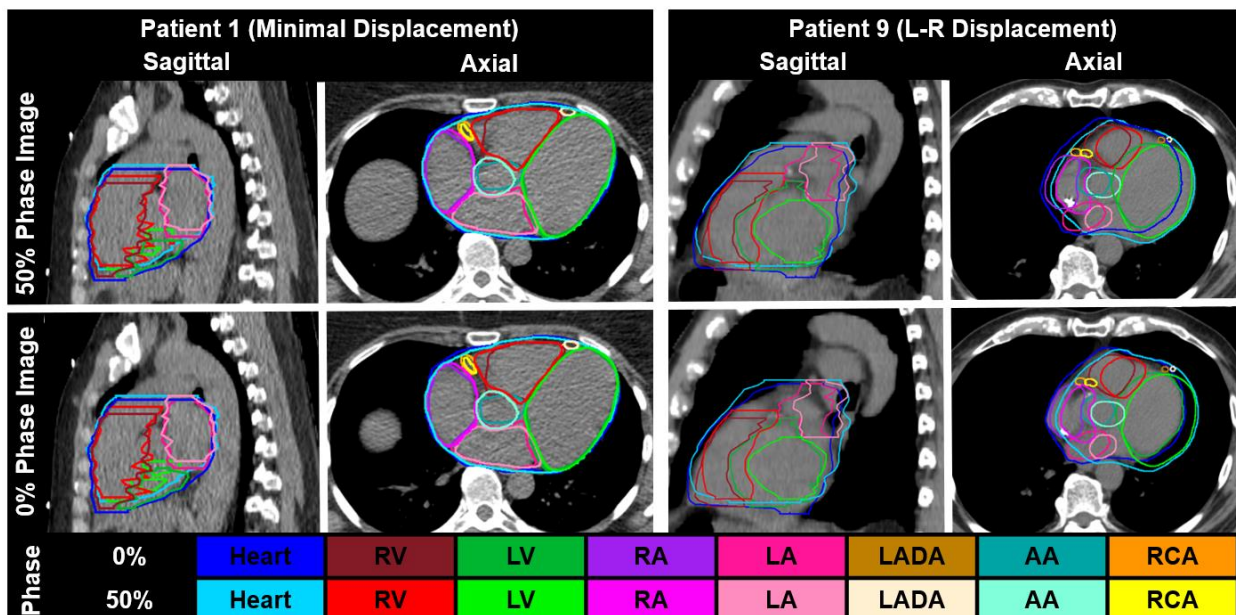 Patient 1 (Minimal Displacement)
Sagittal Axial
Patient 9 (L-R Displacement)
Sagittal Axial
50% Phase Image
0% Phase Image
Phase
0% Heart RV LV RA LA LADA AA RCA
50% Heart RV LV RA LA LADA AA RCA